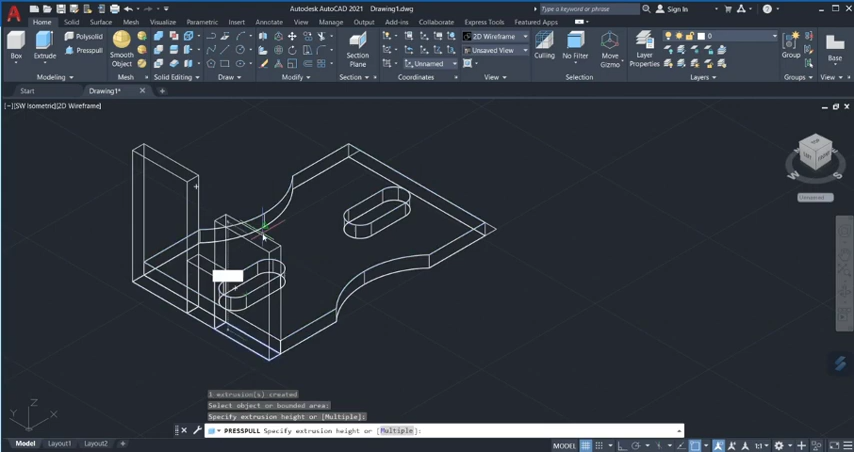 Autodesk AutoCAD 2021 Drawing1.dwg
Type a keyword or phrase
Sign In
Home Solid Surface Mesh Visualize Parametric Insert Annotate View Manage Output Add-ins Collaborate Express Tools Featured Apps
Polysolid
Presspull
Box
Extrude
Smooth
Object
Section
Plane
2D Wireframe
Unsaved View
Unnamed
Culling
No Filter
Move
Gizmo
Layer
Properties
0
Group
Base
Modeling
Mesh
Solid Editing
Draw
Modify
Section
Coordinates
View
Selection
Layers
Groups
View
Start
Drawing1*
[−][SW Isometric][2D Wireframe]
TOP
W
S
Unnamed
1 extrusion(s) created
Select object or bounded area:
Specify extrusion height or [Multiple]:
PRESSPULL Specify extrusion height or [Multiple]:
Z
Y
X
Model
Layout1
Layout2
MODEL
1:1